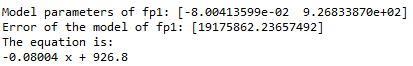 Model parameters of fp1: [-8.00413599e-02  9.26833870e+02]
Error of the model of fp1: [19175862.23657492]
The equation is:
-0.08004 x + 926.8